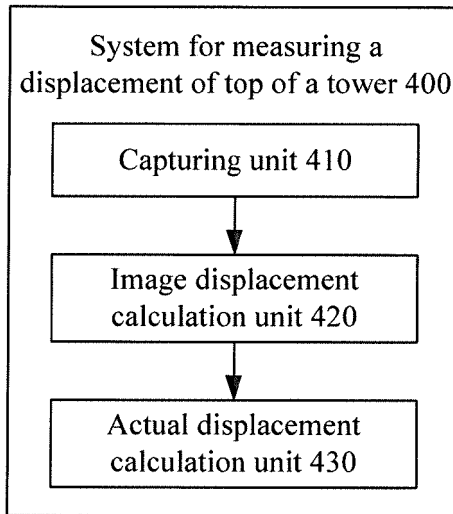 System for measuring a
displacement of top of a tower 400
Capturing unit 410
Image displacement
calculation unit 420
Actual displacement
calculation unit 430